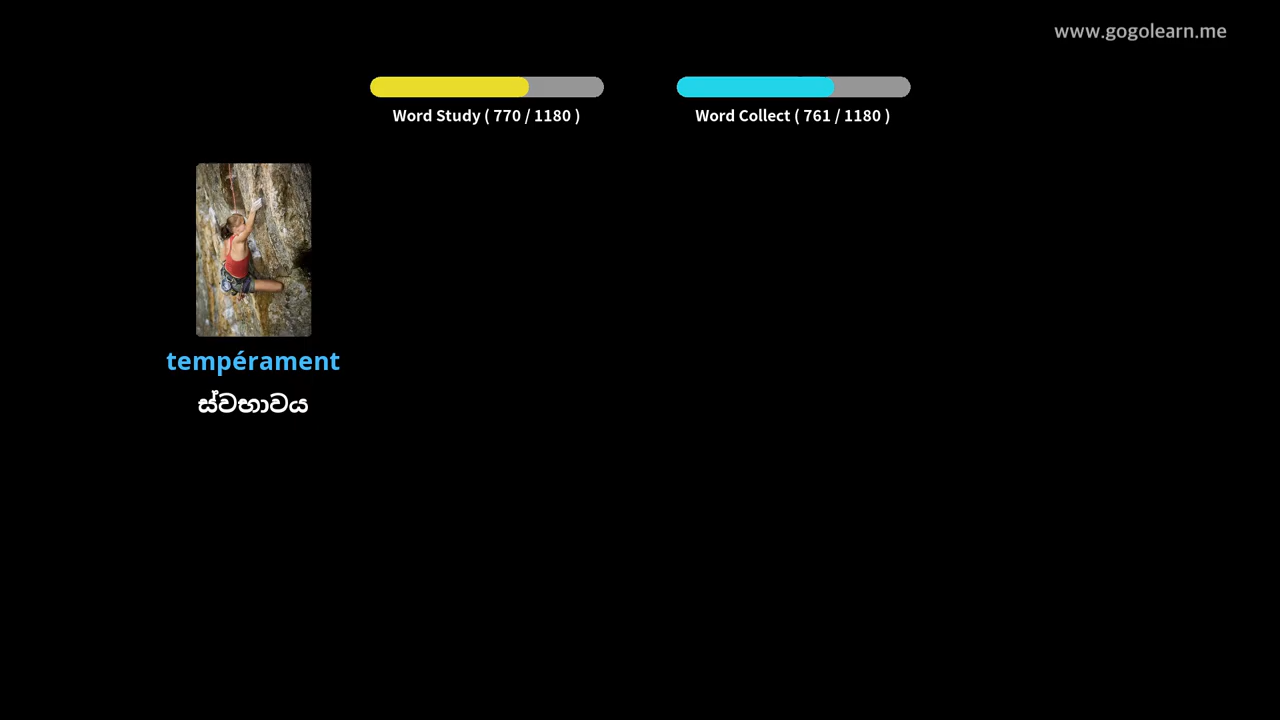 www.gogolearn.me
Word Study ( 770 / 1180 )
Word Collect ( 761 / 1180 )
tempérament
ස්වභාවය